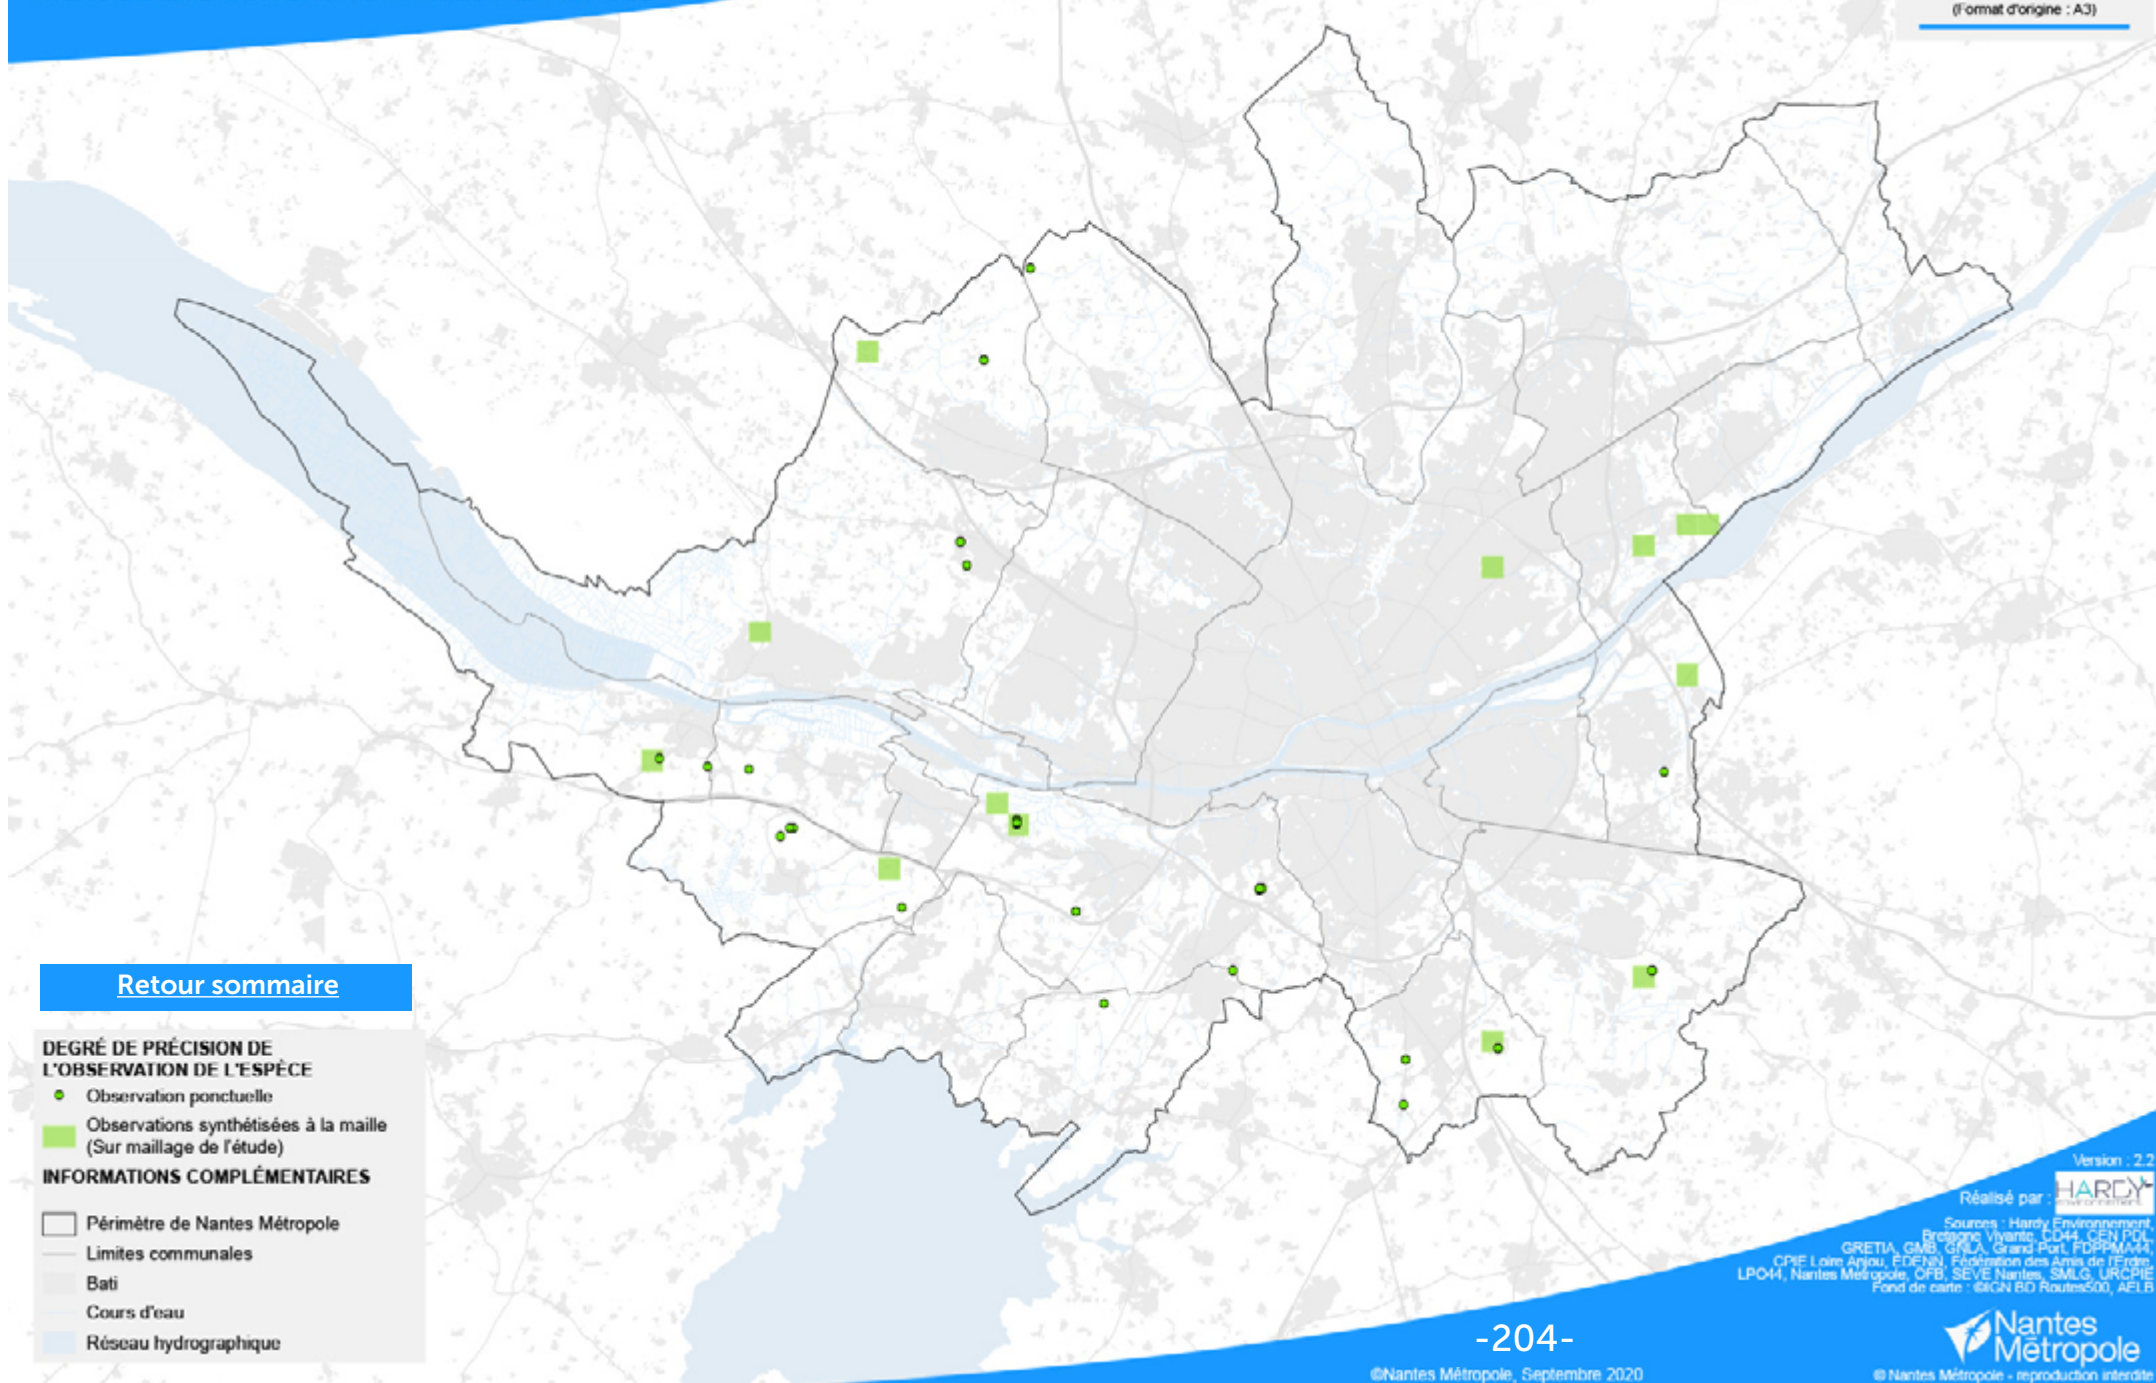 (Format d'origine : A3)
Retour sommaire
DEGRÉ DE PRÉCISION DE
L'OBSERVATION DE L'ESPÈCE
Observation ponctuelle
Observations synthétisées à la maille
(Sur maillage de l'étude)
INFORMATIONS COMPLÉMENTAIRES
Périmètre de Nantes Métropole
Limites communales
Bati
Cours d'eau
Réseau hydrographique
Version : 2.2
Réalisé par :
HARDY
ENVIRONNEMENT
Sources : Hardy Environnement,
Bretagne Vivante, CD44, CEN PDL,
GRETIA, GMB, GNLA, Grand Port, FDPPMA44,
CPIE Loire Anjou, EDENN, Fédération des Amis de l'Erdre,
LPO44, Nantes Métropole, OFB, SEVE Nantes, SMLG, URCPIE
Fond de carte : ©IGN BD Routes500, AELB
-204-
Nantes
Métropole
©Nantes Métropole, Septembre 2020
© Nantes Métropole - reproduction interdite